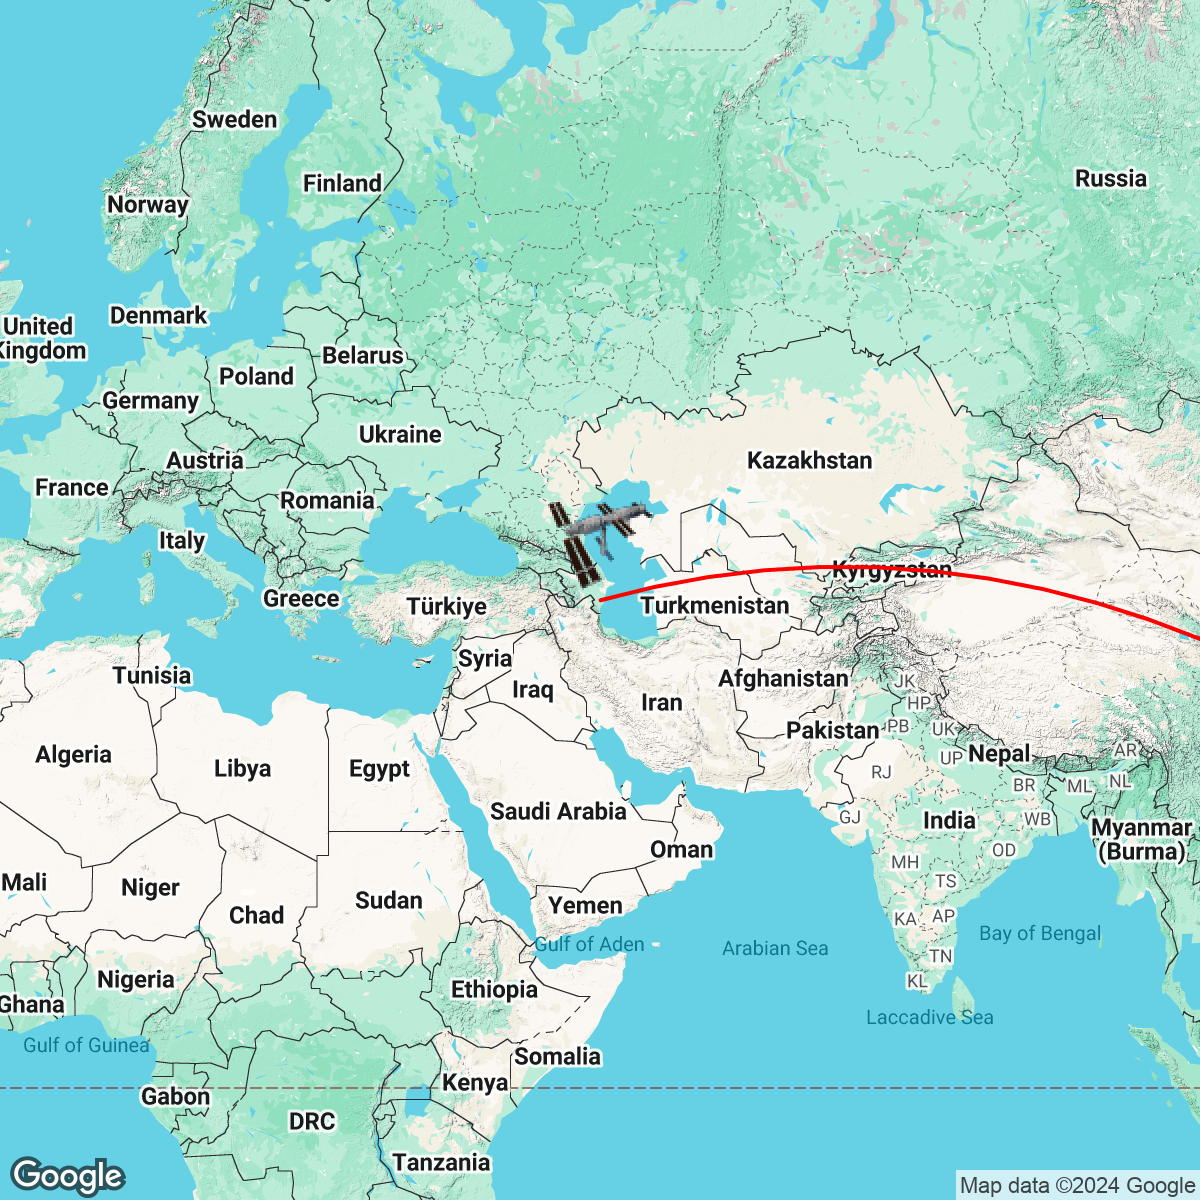 Sweden
Finland
Russia
Norway
Denmark
United
Kingdom
Belarus
Poland
Germany
Ukraine
Austria
Kazakhstan
France
Romania
Italy
Kyrgyzstan
Greece
Türkiye
Turkmenistan
Syria
Tunisia
Afghanistan
JK
Iraq
Iran
HP
Pakistan
PB
UK
Algeria
Libya
Egypt
UP
Nepal
AR
RJ
BR
ML
NL
Saudi Arabia
GJ
India
WB
Myanmar
(Burma)
Oman
OD
MH
Mali
Niger
TS
Sudan
Yemen
Chad
KA
AP
Gulf of Aden
Arabian Sea
Bay of Bengal
TN
Nigeria
KL
Ethiopia
Ghana
Laccadive Sea
Gulf of Guinea
Somalia
Kenya
Gabon
DRC
Tanzania
Google
Map data ©2024 Google